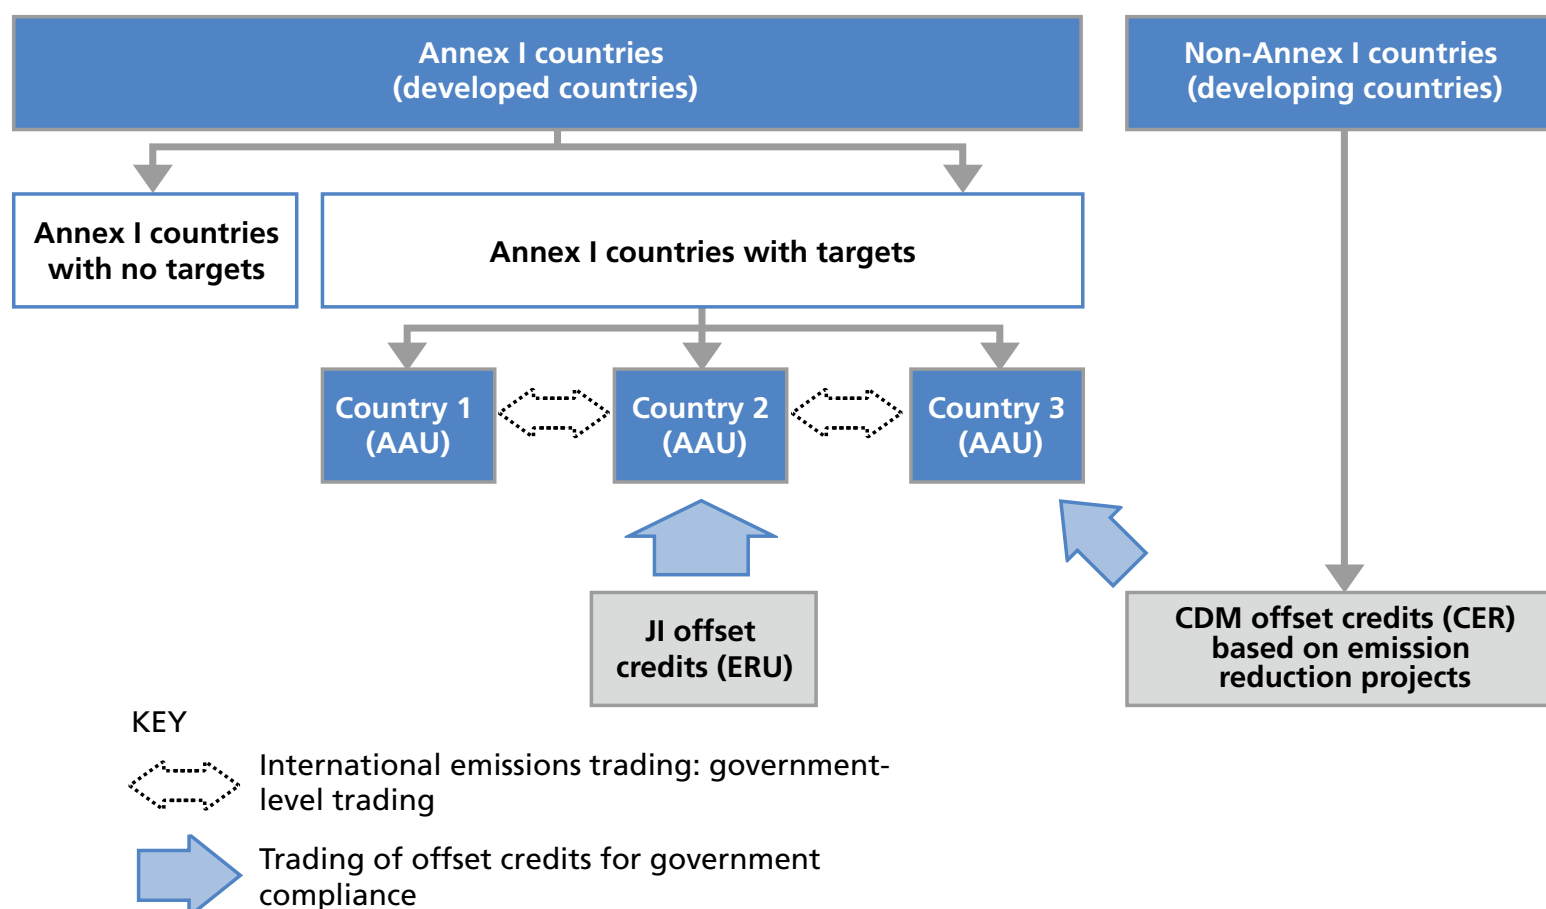 Annex I countries
(developed countries)
Non-Annex I countries
(developing countries)
Annex I countries
with no targets
Annex I countries with targets
Country 1
(AAU)
Country 2
(AAU)
Country 3
(AAU)
JI offset
credits (ERU)
CDM offset credits (CER)
based on emission
reduction projects
KEY
International emissions trading: government-
level trading
Trading of offset credits for government
compliance